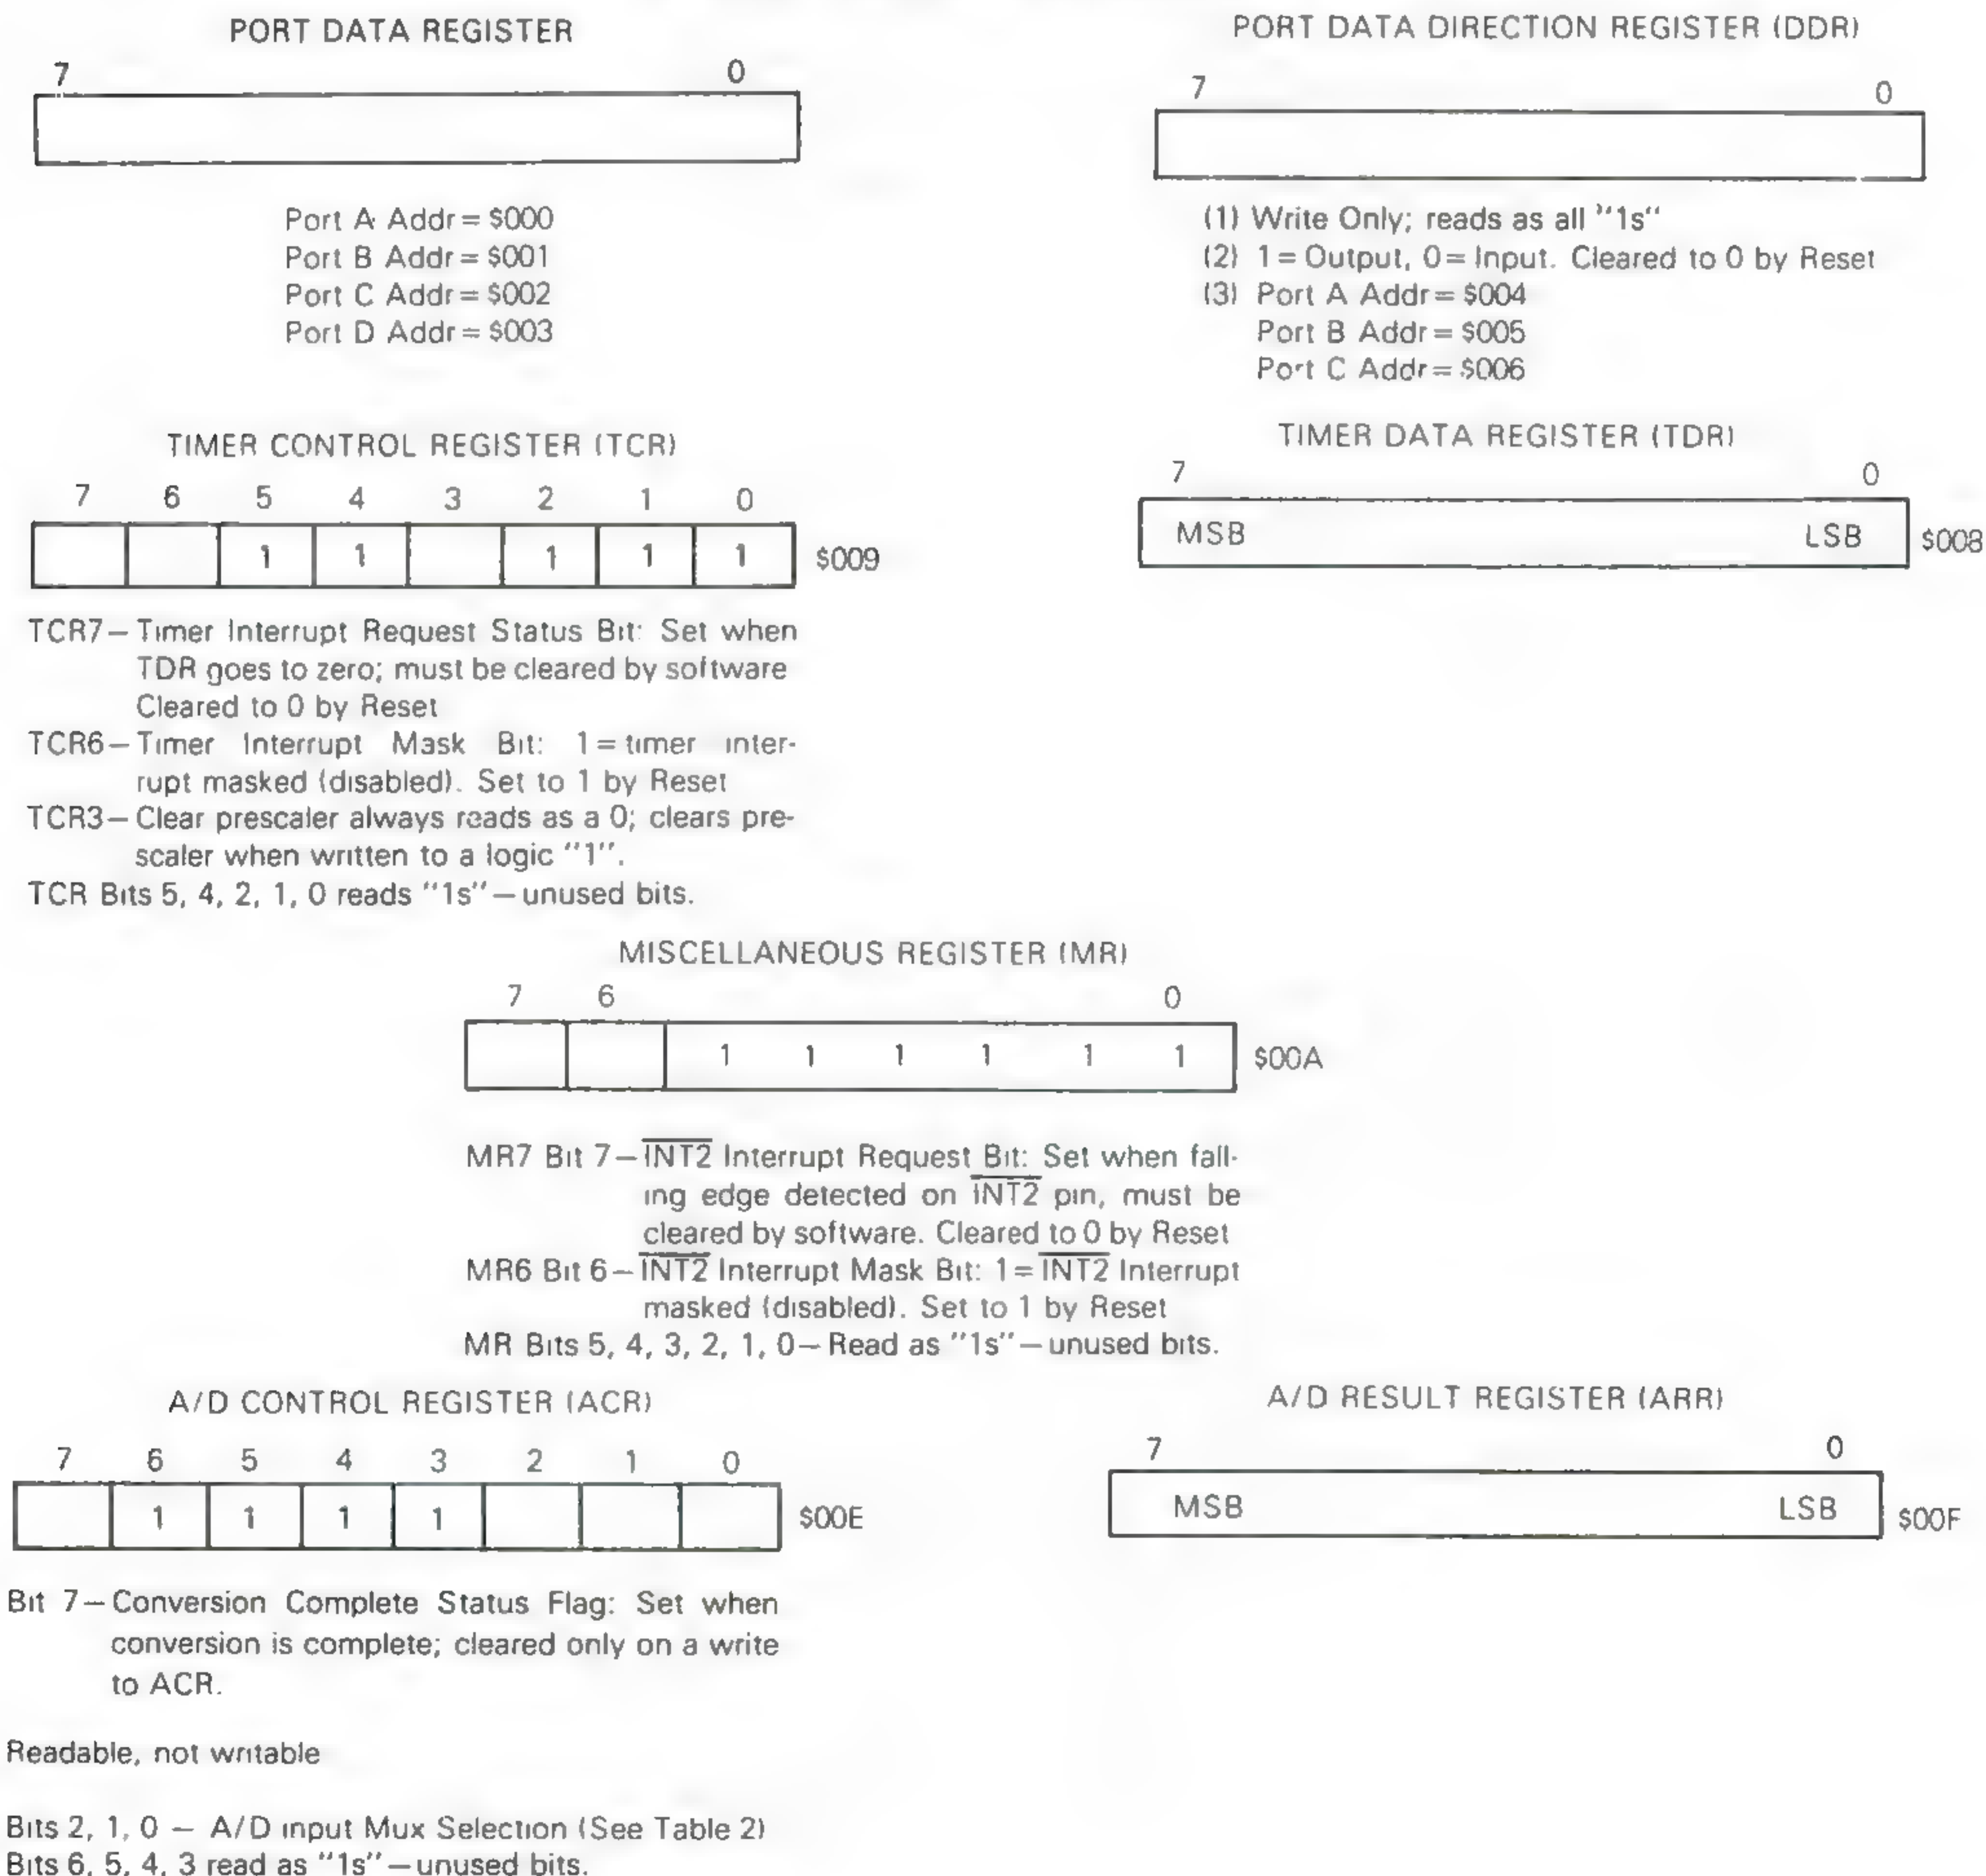 PORT DATA REGISTER
7 0
Port A Addr = $000
Port B Addr = $001
Port C Addr = $002
Port D Addr = $003
PORT DATA DIRECTION REGISTER (DDR)
7 0
(1) Write Only; reads as all "1s"
(2) 1 = Output, 0 = Input. Cleared to 0 by Reset
(3) Port A Addr = $004
Port B Addr = $005
Port C Addr = $006
TIMER CONTROL REGISTER (TCR)
7 6 5 4 3 2 1 0
1 1 1 1 1 $009
TCR7—Timer Interrupt Request Status Bit: Set when
TDR goes to zero; must be cleared by software
Cleared to 0 by Reset
TCR6—Timer Interrupt Mask Bit: 1 = timer inter-
rupt masked (disabled). Set to 1 by Reset
TCR3—Clear prescaler always reads as a 0; clears pre-
scaler when written to a logic "1".
TCR Bits 5, 4, 2, 1, 0 reads "1s"—unused bits.
TIMER DATA REGISTER (TDR)
7 0
MSB LSB $008
MISCELLANEOUS REGISTER (MR)
7 6 0
1 1 1 1 1 1 $00A
MR7 Bit 7—INT2 Interrupt Request Bit: Set when fall-
ing edge detected on INT2 pin, must be
cleared by software. Cleared to 0 by Reset
MR6 Bit 6—INT2 Interrupt Mask Bit: 1 = INT2 Interrupt
masked (disabled). Set to 1 by Reset
MR Bits 5, 4, 3, 2, 1, 0—Read as "1s"—unused bits.
A/D CONTROL REGISTER (ACR)
7 6 5 4 3 2 1 0
1 1 1 1 $00E
Bit 7—Conversion Complete Status Flag: Set when
conversion is complete; cleared only on a write
to ACR.
Readable, not writable
Bits 2, 1, 0 — A/D input Mux Selection (See Table 2)
Bits 6, 5, 4, 3 read as "1s"—unused bits.
A/D RESULT REGISTER (ARR)
7 0
MSB LSB $00F